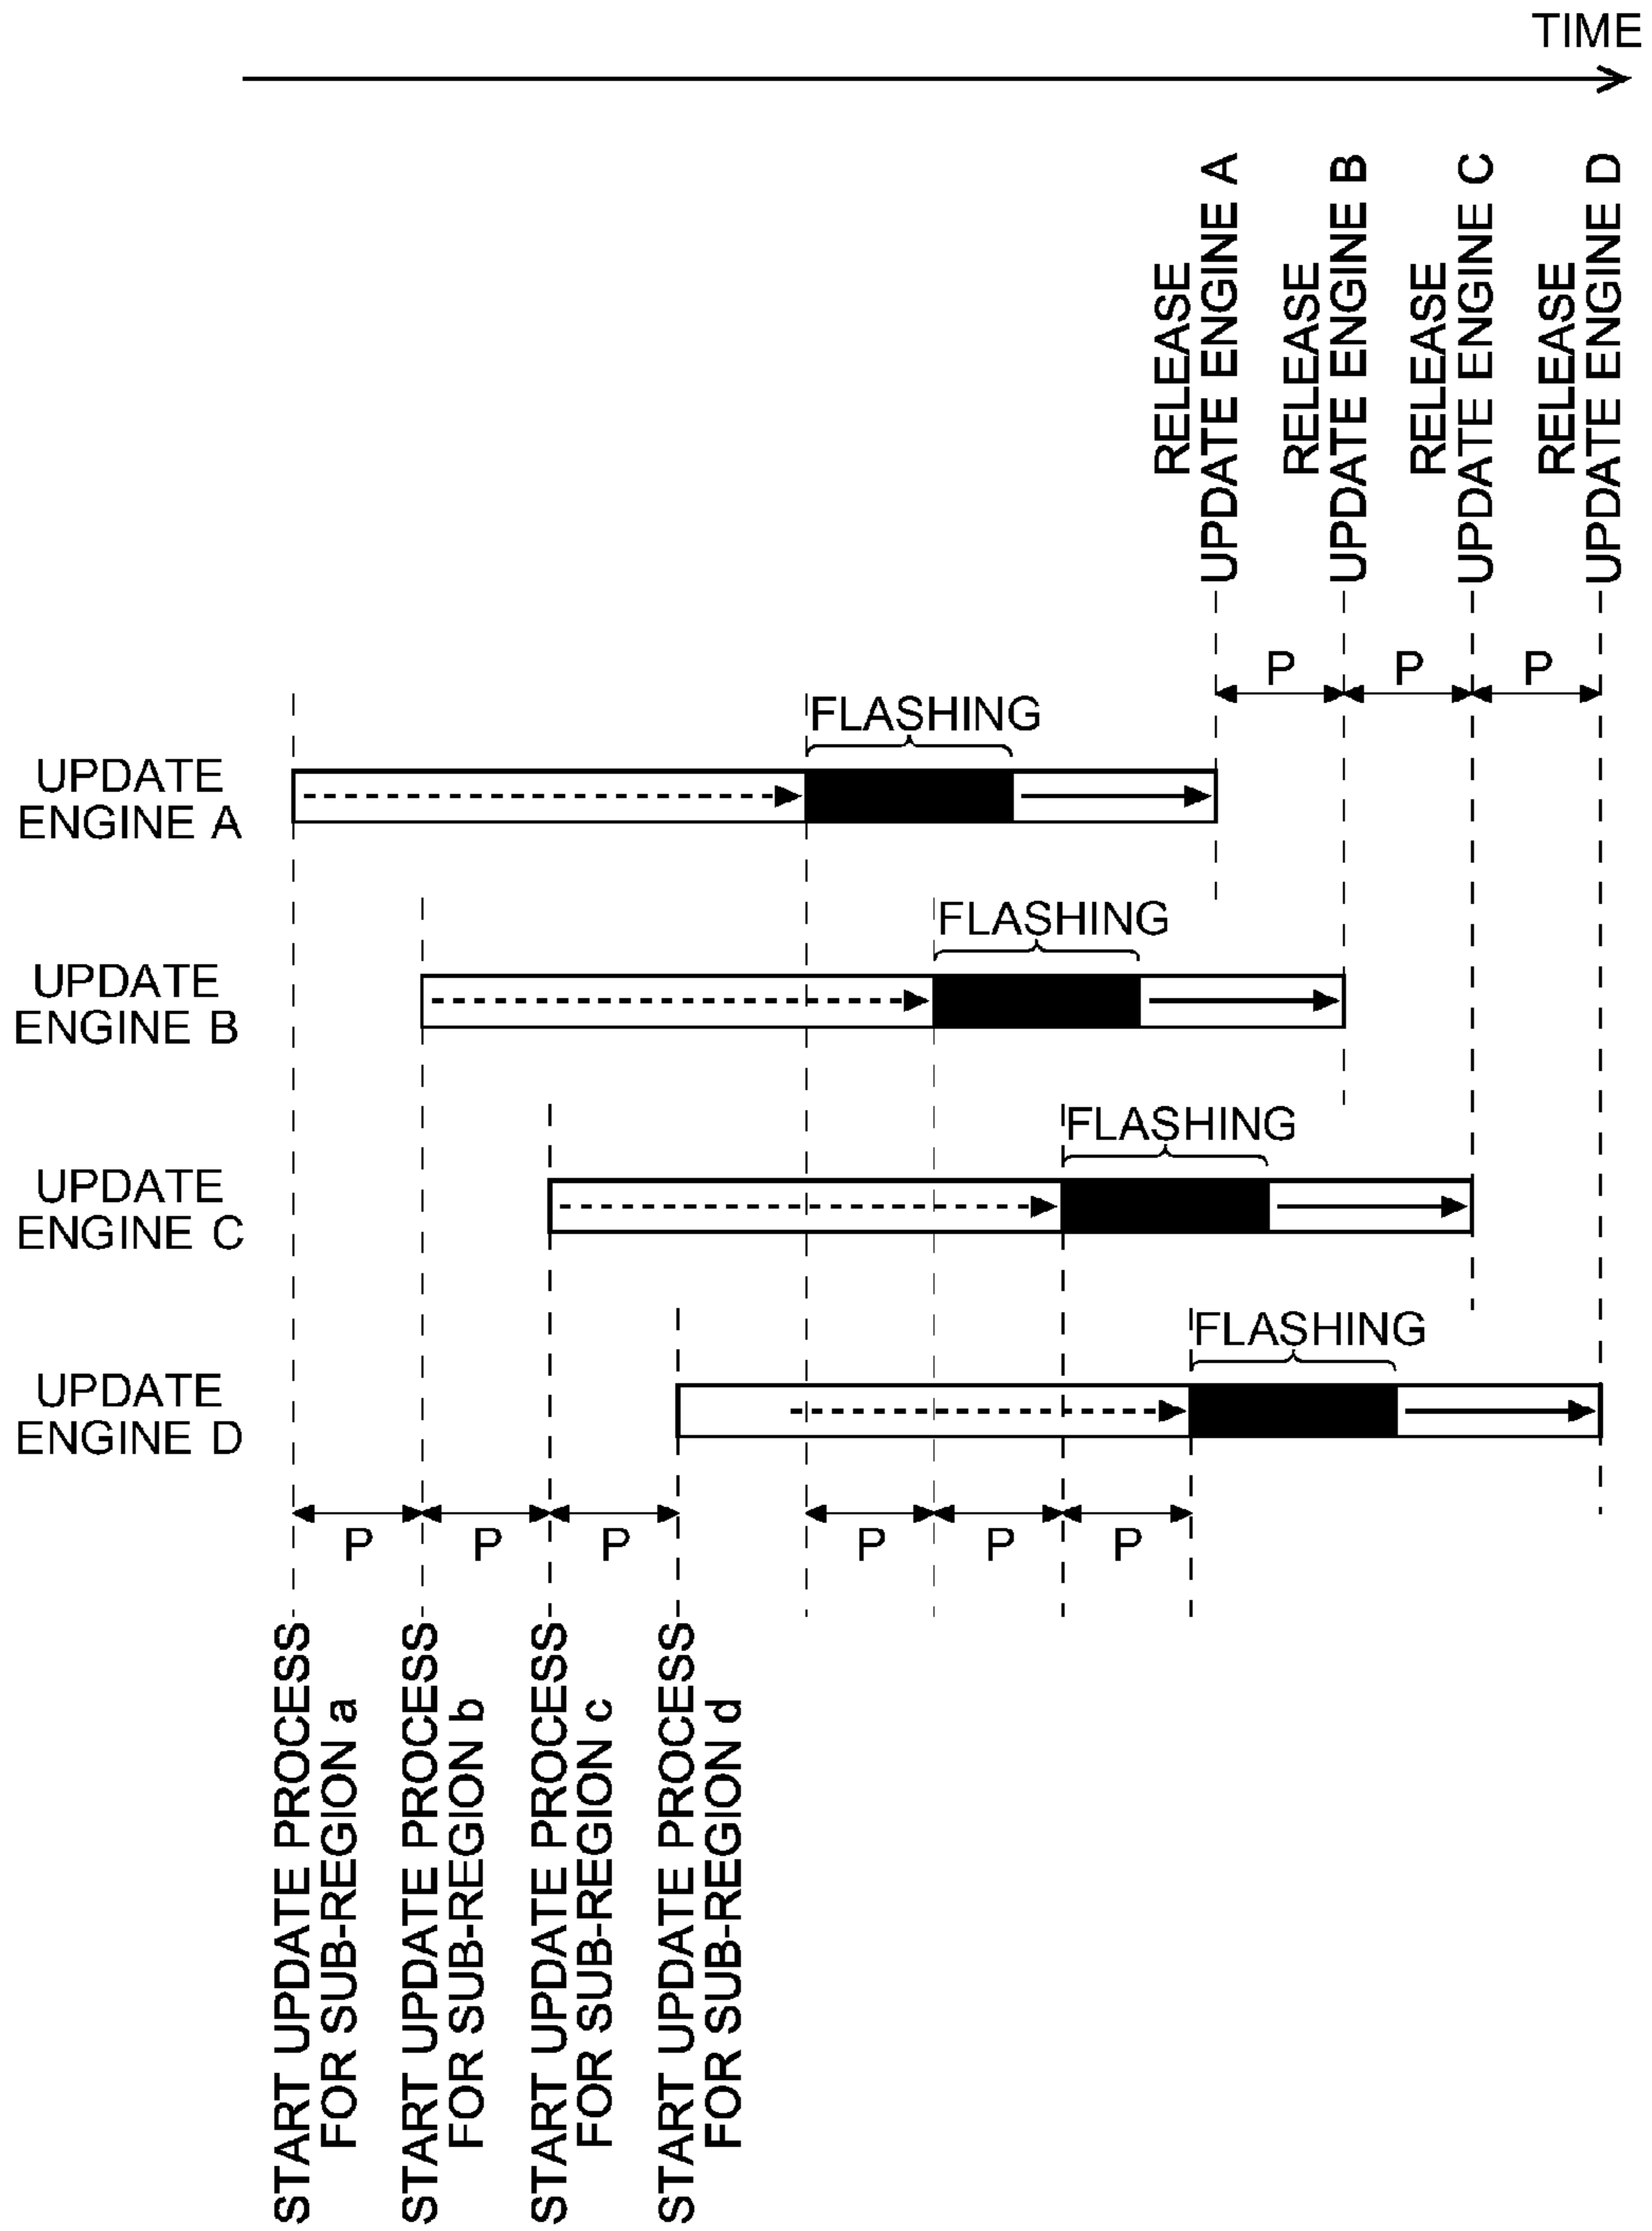 TIME
RELEASE
UPDATE ENGINE A
RELEASE
UPDATE ENGINE B
RELEASE
UPDATE ENGINE C
RELEASE
UPDATE ENGINE D
P
P
P
FLASHING
UPDATE
ENGINE A
FLASHING
UPDATE
ENGINE B
FLASHING
UPDATE
ENGINE C
FLASHING
UPDATE
ENGINE D
P
P
P
P
P
P
START UPDATE PROCESS
FOR SUB-REGION a
START UPDATE PROCESS
FOR SUB-REGION b
START UPDATE PROCESS
FOR SUB-REGION c
START UPDATE PROCESS
FOR SUB-REGION d